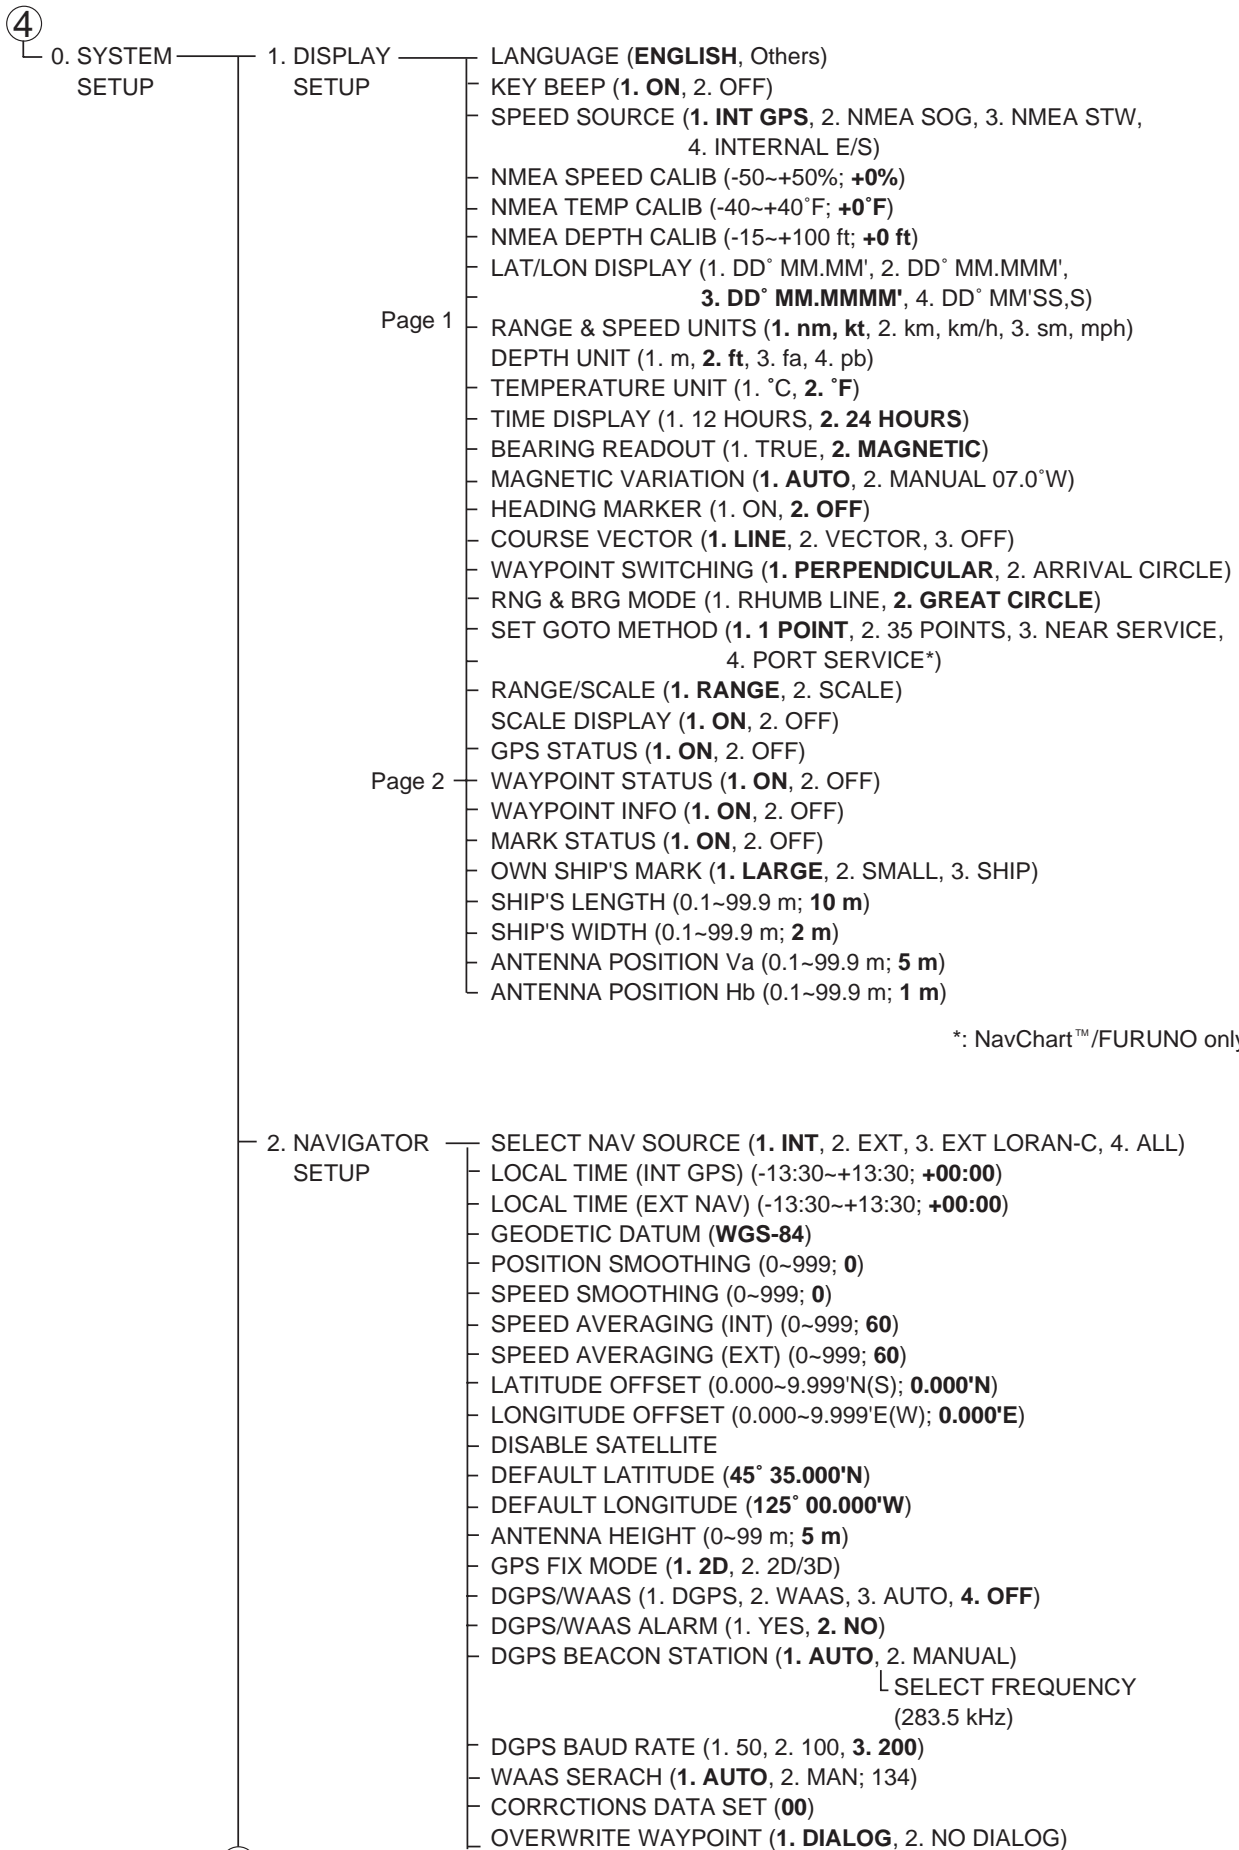 4
0. SYSTEM SETUP
1. DISPLAY SETUP
LANGUAGE (ENGLISH, Others)
KEY BEEP (1. ON, 2. OFF)
SPEED SOURCE (1. INT GPS, 2. NMEA SOG, 3. NMEA STW,
4. INTERNAL E/S)
NMEA SPEED CALIB (-50~+50%; +0%)
NMEA TEMP CALIB (-40~+40˚F; +0˚F)
NMEA DEPTH CALIB (-15~+100 ft; +0 ft)
LAT/LON DISPLAY (1. DD˚ MM.MM', 2. DD˚ MM.MMM',
3. DD˚ MM.MMMM', 4. DD˚ MM'SS,S)
Page 1
RANGE & SPEED UNITS (1. nm, kt, 2. km, km/h, 3. sm, mph)
DEPTH UNIT (1. m, 2. ft, 3. fa, 4. pb)
TEMPERATURE UNIT (1. ˚C, 2. ˚F)
TIME DISPLAY (1. 12 HOURS, 2. 24 HOURS)
BEARING READOUT (1. TRUE, 2. MAGNETIC)
MAGNETIC VARIATION (1. AUTO, 2. MANUAL 07.0˚W)
HEADING MARKER (1. ON, 2. OFF)
COURSE VECTOR (1. LINE, 2. VECTOR, 3. OFF)
WAYPOINT SWITCHING (1. PERPENDICULAR, 2. ARRIVAL CIRCLE)
RNG & BRG MODE (1. RHUMB LINE, 2. GREAT CIRCLE)
SET GOTO METHOD (1. 1 POINT, 2. 35 POINTS, 3. NEAR SERVICE,
4. PORT SERVICE*)
RANGE/SCALE (1. RANGE, 2. SCALE)
SCALE DISPLAY (1. ON, 2. OFF)
GPS STATUS (1. ON, 2. OFF)
Page 2
WAYPOINT STATUS (1. ON, 2. OFF)
WAYPOINT INFO (1. ON, 2. OFF)
MARK STATUS (1. ON, 2. OFF)
OWN SHIP'S MARK (1. LARGE, 2. SMALL, 3. SHIP)
SHIP'S LENGTH (0.1~99.9 m; 10 m)
SHIP'S WIDTH (0.1~99.9 m; 2 m)
ANTENNA POSITION Va (0.1~99.9 m; 5 m)
ANTENNA POSITION Hb (0.1~99.9 m; 1 m)
*: NavChart™/FURUNO only
2. NAVIGATOR SETUP
SELECT NAV SOURCE (1. INT, 2. EXT, 3. EXT LORAN-C, 4. ALL)
LOCAL TIME (INT GPS) (-13:30~+13:30; +00:00)
LOCAL TIME (EXT NAV) (-13:30~+13:30; +00:00)
GEODETIC DATUM (WGS-84)
POSITION SMOOTHING (0~999; 0)
SPEED SMOOTHING (0~999; 0)
SPEED AVERAGING (INT) (0~999; 60)
SPEED AVERAGING (EXT) (0~999; 60)
LATITUDE OFFSET (0.000~9.999'N(S); 0.000'N)
LONGITUDE OFFSET (0.000~9.999'E(W); 0.000'E)
DISABLE SATELLITE
DEFAULT LATITUDE (45˚ 35.000'N)
DEFAULT LONGITUDE (125˚ 00.000'W)
ANTENNA HEIGHT (0~99 m; 5 m)
GPS FIX MODE (1. 2D, 2. 2D/3D)
DGPS/WAAS (1. DGPS, 2. WAAS, 3. AUTO, 4. OFF)
DGPS/WAAS ALARM (1. YES, 2. NO)
DGPS BEACON STATION (1. AUTO, 2. MANUAL)
SELECT FREQUENCY
(283.5 kHz)
DGPS BAUD RATE (1. 50, 2. 100, 3. 200)
WAAS SERACH (1. AUTO, 2. MAN; 134)
CORRCTIONS DATA SET (00)
OVERWRITE WAYPOINT (1. DIALOG, 2. NO DIALOG)